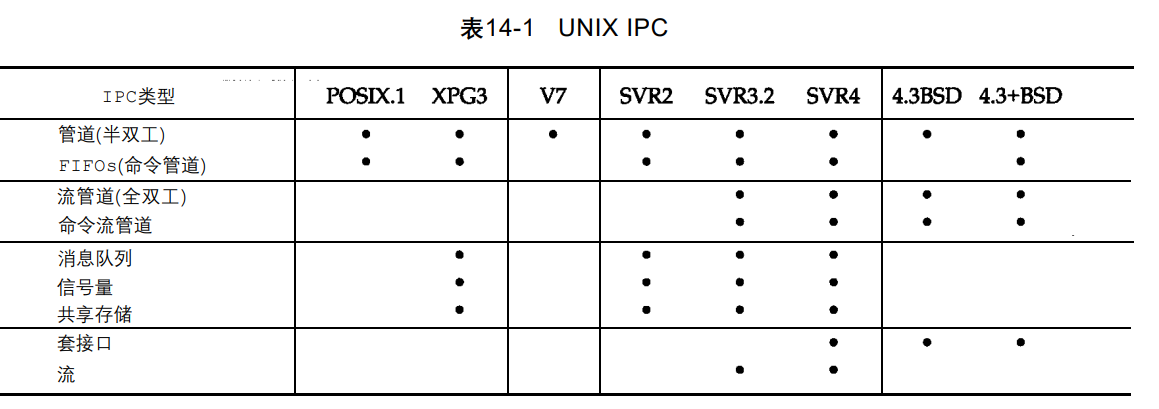 表14-1 UNIX IPC
IPC类型 POSIX.1 XPG3 V7 SVR2 SVR3.2 SVR4 4.3BSD 4.3+BSD
管道(半双工) • • • • • • • •
FIFOs(命令管道) • • • • • •
流管道(全双工) • • • •
命令流管道 • • • •
消息队列 • • • •
信号量 • • • •
共享存储 • • • •
套接口 • • •
流 • •